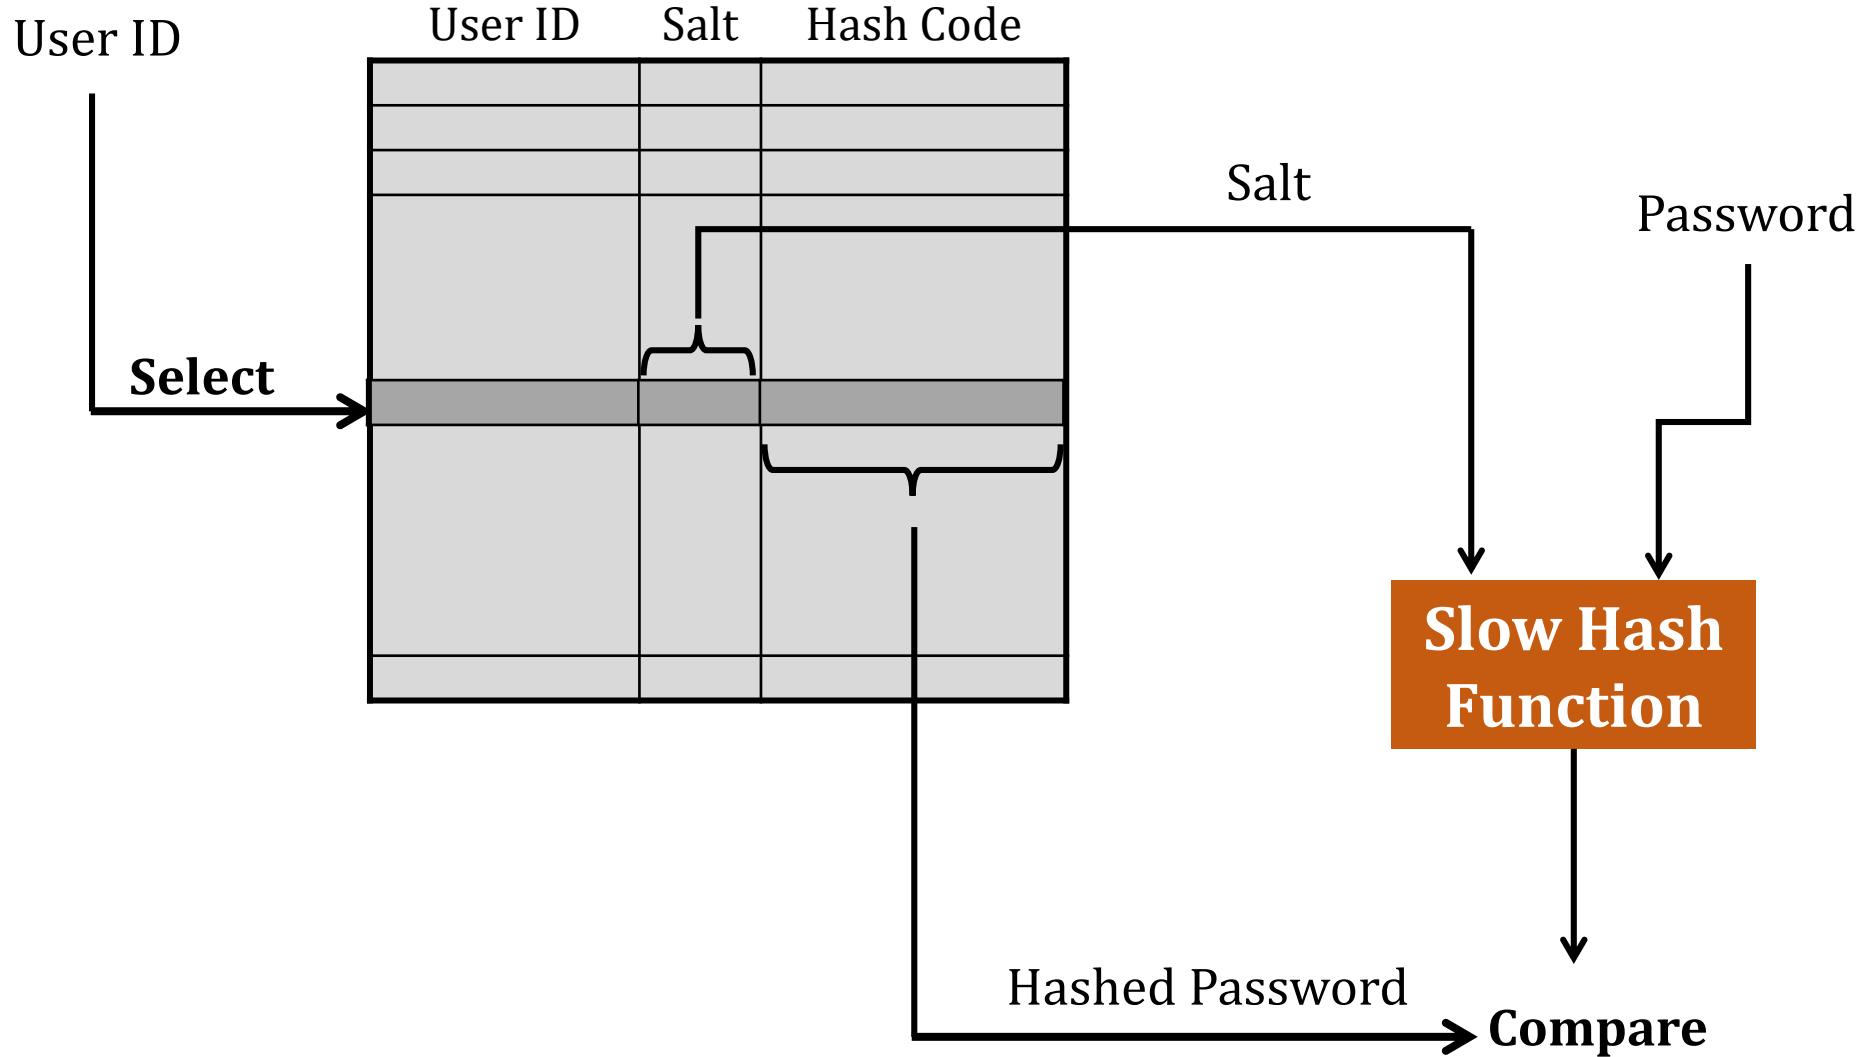 User ID
User ID
Salt
Hash Code
Salt
Password
Select
Slow Hash
Function
Hashed Password
Compare